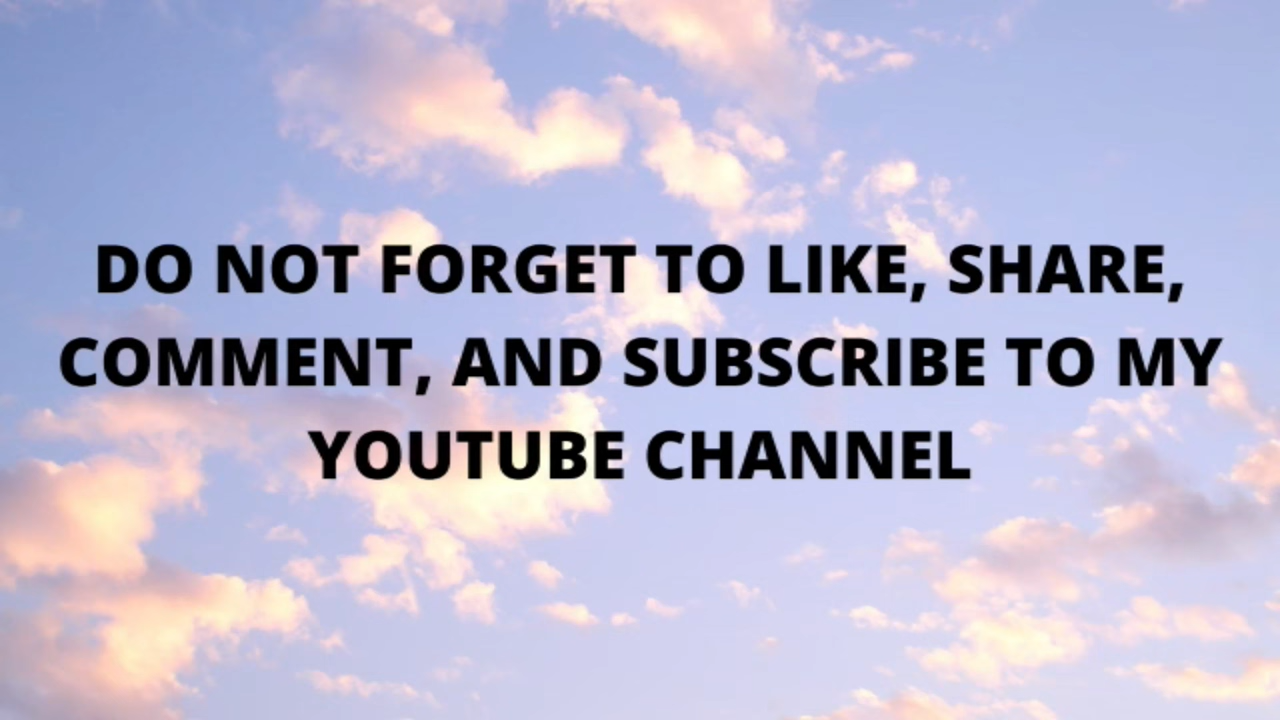 DO NOT FORGET TO LIKE, SHARE,
COMMENT, AND SUBSCRIBE TO MY
YOUTUBE CHANNEL